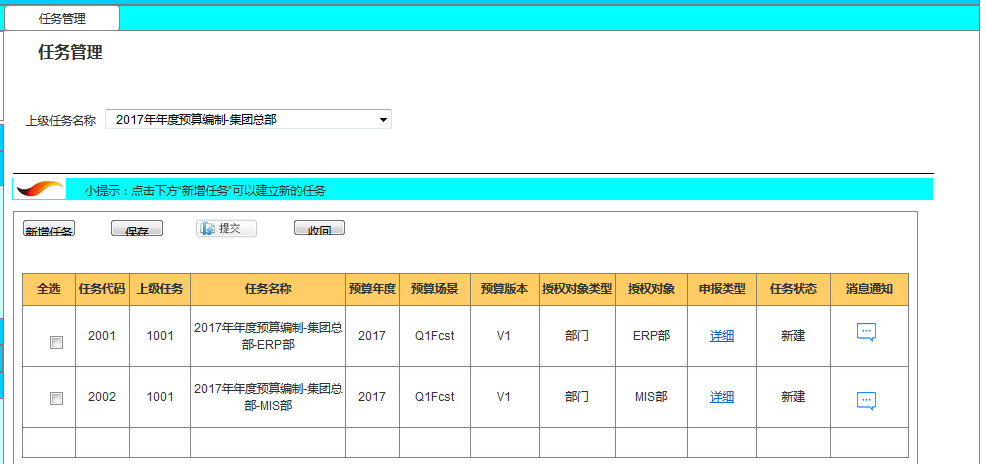 任务管理
任务管理
上级任务名称 2017年年度预算编制-集团总部
小提示：点击下方“新增任务”可以建立新的任务
新增任务 保存 提交 收回
全选 任务代码 上级任务 任务名称 预算年度 预算场景 预算版本 授权对象类型 授权对象 申报类型 任务状态 消息通知
2001 1001 2017年年度预算编制-集团总部-ERP部 2017 Q1Fcst V1 部门 ERP部 详细 新建
2002 1001 2017年年度预算编制-集团总部-MIS部 2017 Q1Fcst V1 部门 MIS部 详细 新建